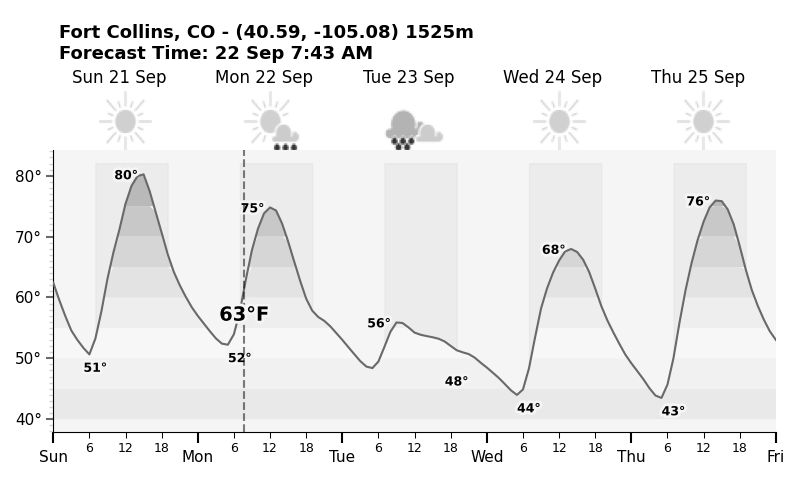 Fort Collins, CO - (40.59, -105.08) 1525m
Forecast Time: 22 Sep 7:43 AM
Sun 21 Sep Mon 22 Sep Tue 23 Sep Wed 24 Sep Thu 25 Sep
80°
80° 75° 76°
70°
68°
60°
63°F 56°
50°
51° 52° 48° 44° 43°
40°
6 12 18 6 12 18 6 12 18 6 12 18 6 12 18
Sun Mon Tue Wed Thu Fri